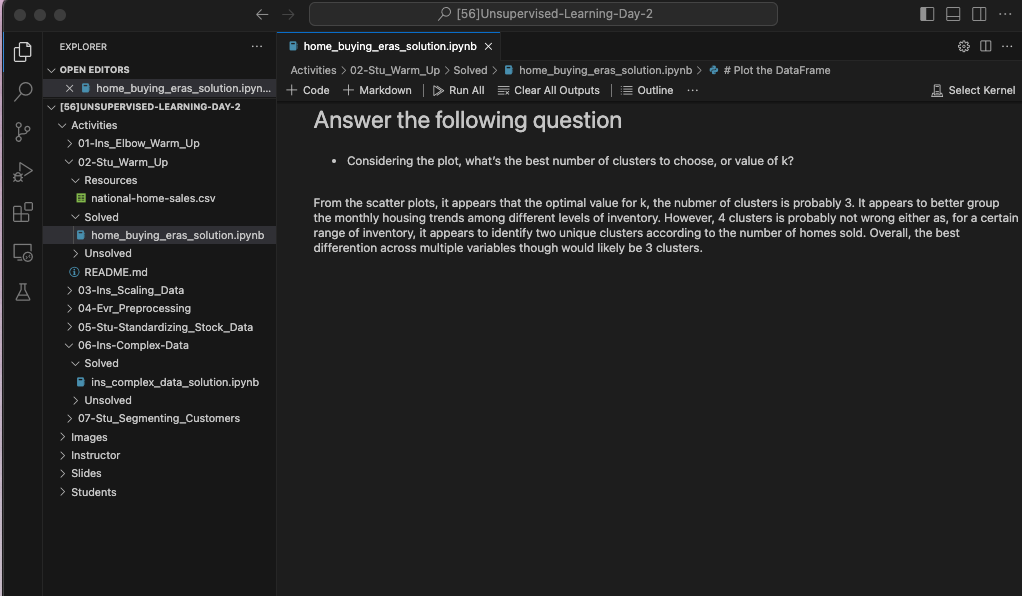 [56]Unsupervised-Learning-Day-2
EXPLORER
OPEN EDITORS
home_buying_eras_solution.ipyn...
[56]UNSUPERVISED-LEARNING-DAY-2
Activities
01-Ins_Elbow_Warm_Up
02-Stu_Warm_Up
Resources
national-home-sales.csv
Solved
home_buying_eras_solution.ipynb
Unsolved
README.md
03-Ins_Scaling_Data
04-Evr_Preprocessing
05-Stu-Standardizing_Stock_Data
06-Ins-Complex-Data
Solved
ins_complex_data_solution.ipynb
Unsolved
07-Stu_Segmenting_Customers
Images
Instructor
Slides
Students
home_buying_eras_solution.ipynb
Activities > 02-Stu_Warm_Up > Solved > home_buying_eras_solution.ipynb > # Plot the DataFrame
+ Code + Markdown Run All Clear All Outputs Outline ... Select Kernel
Answer the following question
• Considering the plot, what's the best number of clusters to choose, or value of k?
From the scatter plots, it appears that the optimal value for k, the nubmer of clusters is probably 3. It appears to better group
the monthly housing trends among different levels of inventory. However, 4 clusters is probably not wrong either as, for a certain
range of inventory, it appears to identify two unique clusters according to the number of homes sold. Overall, the best
differention across multiple variables though would likely be 3 clusters.